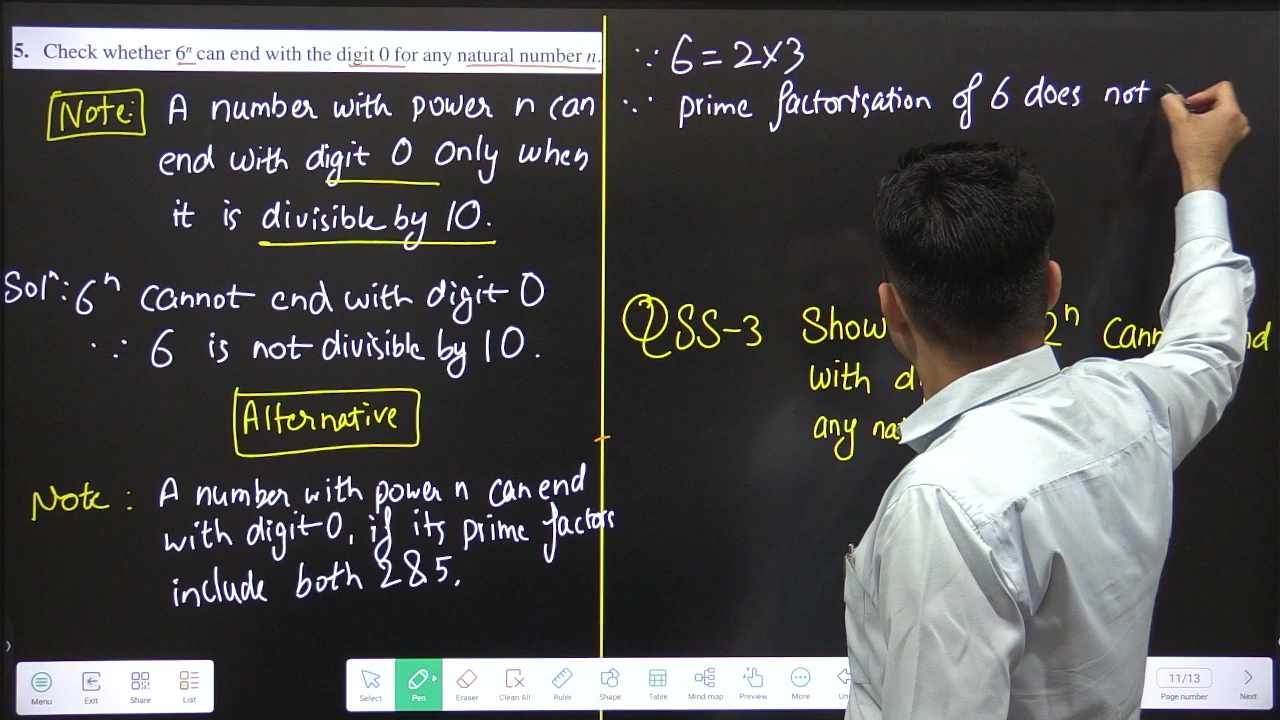 5. Check whether 6ⁿ can end with the digit 0 for any natural number n.
Note: A number with power n can
end with digit 0 only when
it is divisible by 10.
Solⁿ: 6ⁿ cannot end with digit 0
∵ 6 is not divisible by 10.
Alternative
Note : A number with power n can end
with digit 0, if its prime factors
include both 2 & 5.
∵ 6 = 2×3
∵ prime factorisation of 6 does not
Q SS-3 Show 2ⁿ
with
any
Menu
Exit
Share
List
Select
Pen
Eraser
Clean All
Ruler
Shape
Table
Mind map
Preview
More
11/13
Page number
Next